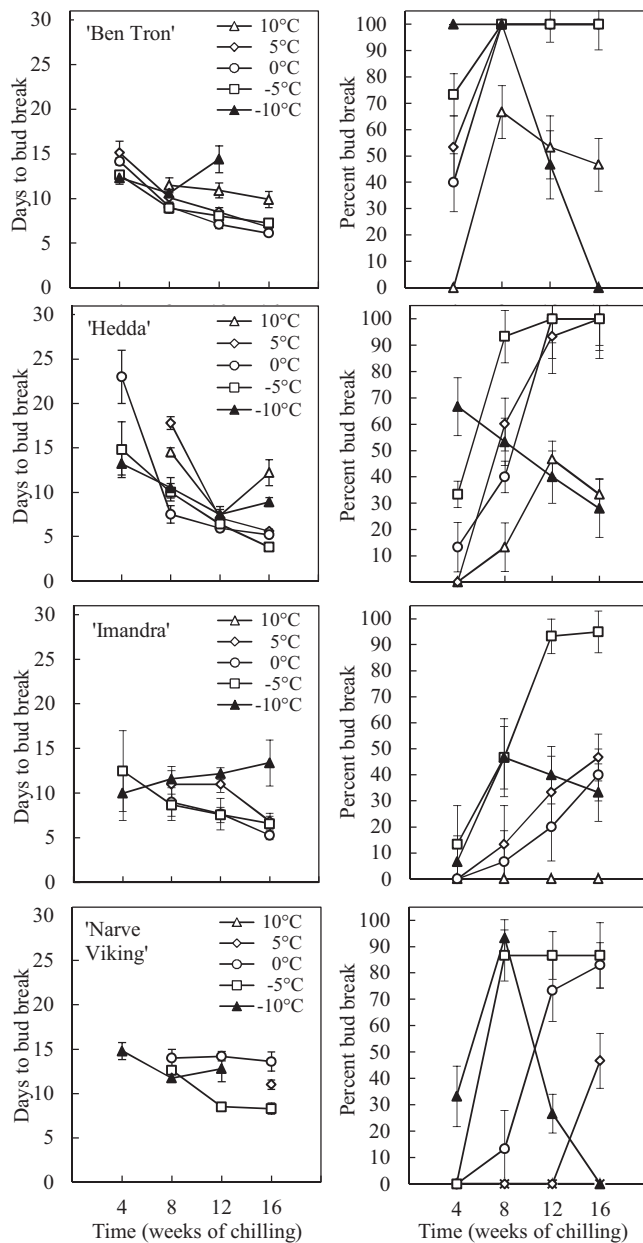 'Ben Tron'
10°C
5°C
0°C
-5°C
-10°C
Days to bud break
30
25
20
15
10
5
0
Percent bud break
100
90
80
70
60
50
40
30
20
10
0
'Hedda'
10°C
5°C
0°C
-5°C
-10°C
Days to bud break
30
25
20
15
10
5
0
Percent bud break
100
90
80
70
60
50
40
30
20
10
'Imandra'
10°C
5°C
0°C
-5°C
-10°C
Days to bud break
30
25
20
15
10
5
0
Percent bud break
100
90
80
70
60
50
40
30
20
10
0
'Narve
Viking'
10°C
5°C
0°C
-5°C
-10°C
Days to bud break
30
25
20
15
10
5
0
4 8 12 16
Time (weeks of chilling)
Percent bud break
100
90
80
70
60
50
40
30
20
10
0
4 8 12 16
Time (weeks of chilling)